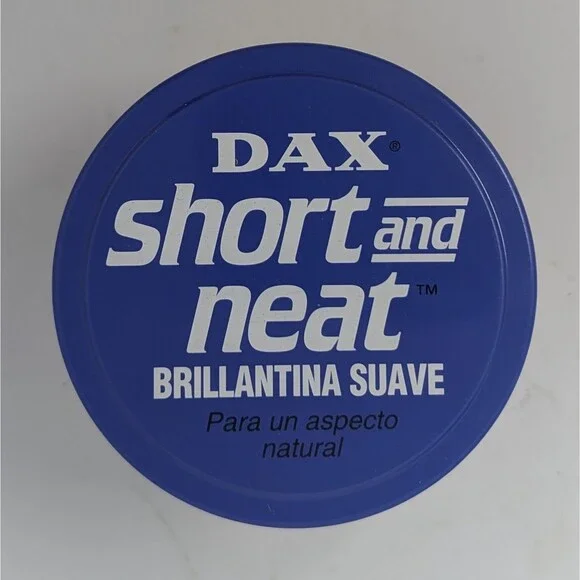 DAX®
short and
neat™
BRILLANTINA SUAVE
Para un aspecto
natural